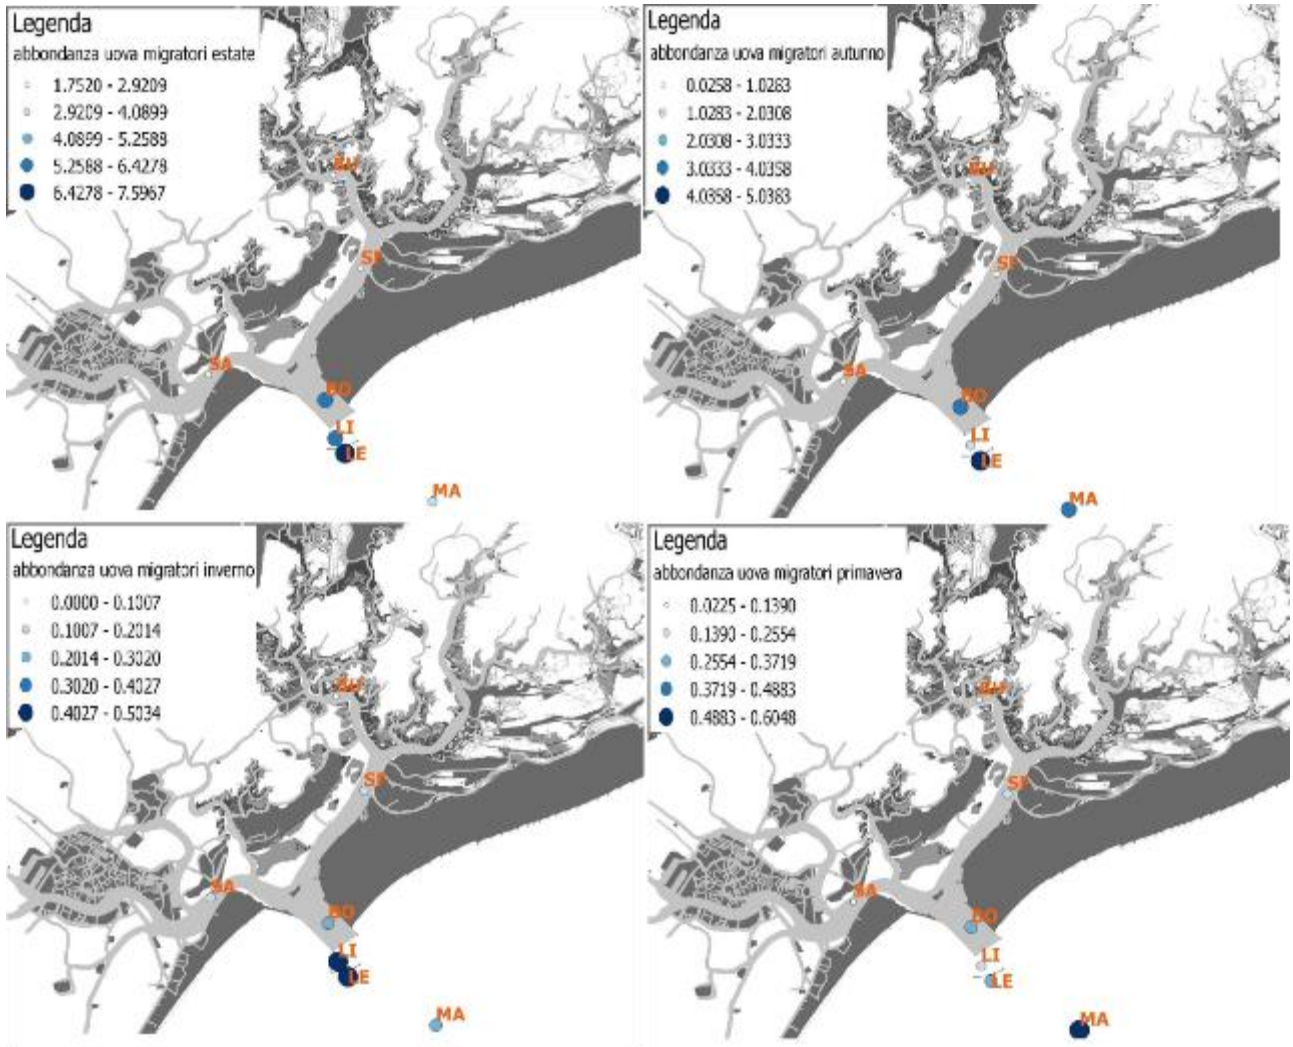 Legenda
abbondanza uova migratori estate
1.7520 - 2.9209
2.9209 - 4.0899
4.0899 - 5.2588
5.2588 - 6.4278
6.4278 - 7.5967
SA
BO
LI
LE
MA
Legenda
abbondanza uova migratori autunno
0.0258 - 1.0283
1.0283 - 2.0308
2.0308 - 3.0333
3.0333 - 4.0358
4.0358 - 5.0383
SA
BO
LI
LE
MA
Legenda
abbondanza uova migratori inverno
0.0000 - 0.1007
0.1007 - 0.2014
0.2014 - 0.3020
0.3020 - 0.4027
0.4027 - 0.5034
SA
BO
LI
LE
MA
Legenda
abbondanza uova migratori primavera
0.0225 - 0.1390
0.1390 - 0.2554
0.2554 - 0.3719
0.3719 - 0.4883
0.4883 - 0.6048
SA
BO
LI
LE
MA